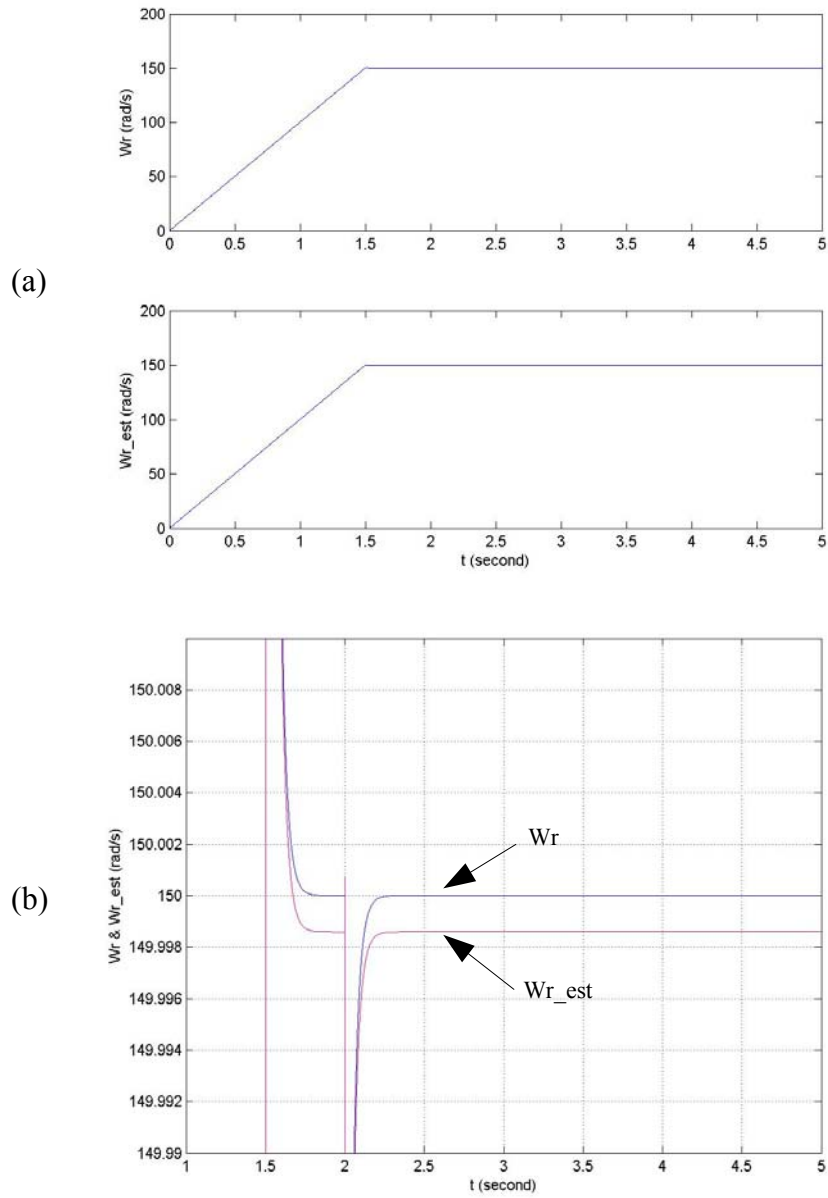 (a)
200
150
100
50
0
Wr (rad/s)
0 0.5 1 1.5 2 2.5 3 3.5 4 4.5 5
200
150
100
50
0
Wr_est (rad/s)
0 0.5 1 1.5 2 2.5 3 3.5 4 4.5 5
t (second)
(b)
150.008
150.006
150.004
150.002
150
149.998
149.996
149.994
149.992
149.99
Wr & Wr_est (rad/s)
Wr
Wr_est
1 1.5 2 2.5 3 3.5 4 4.5 5
t (second)